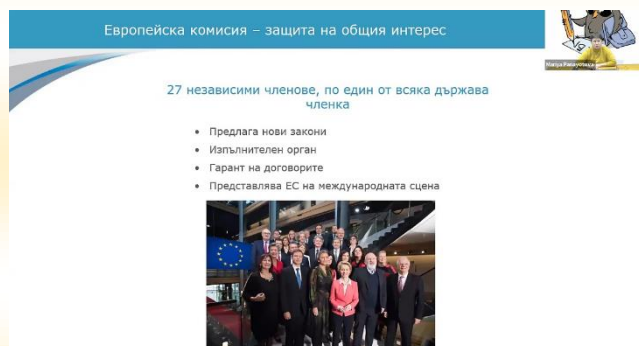 Европейска комисия – защита на общия интерес
27 независими членове, по един от всяка държава
членка
• Предлага нови закони
• Изпълнителен орган
• Гарант на договорите
• Представлява ЕС на международната сцена